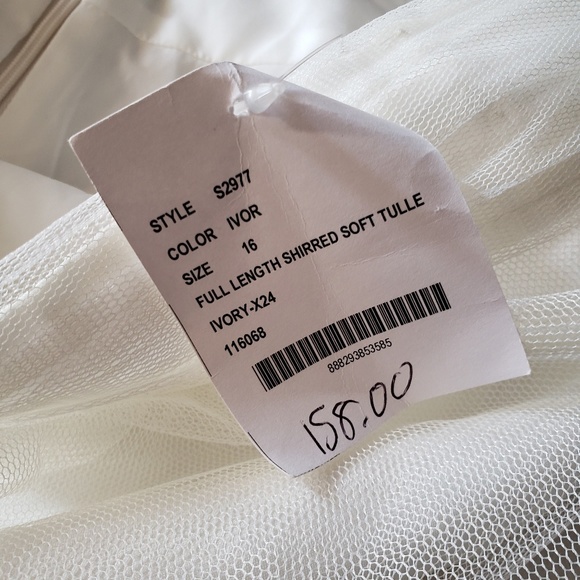 STYLE S2977
COLOR IVOR
SIZE 16
FULL LENGTH SHIRRED SOFT TULLE
IVORY-X24
116068
888293853585
158.00